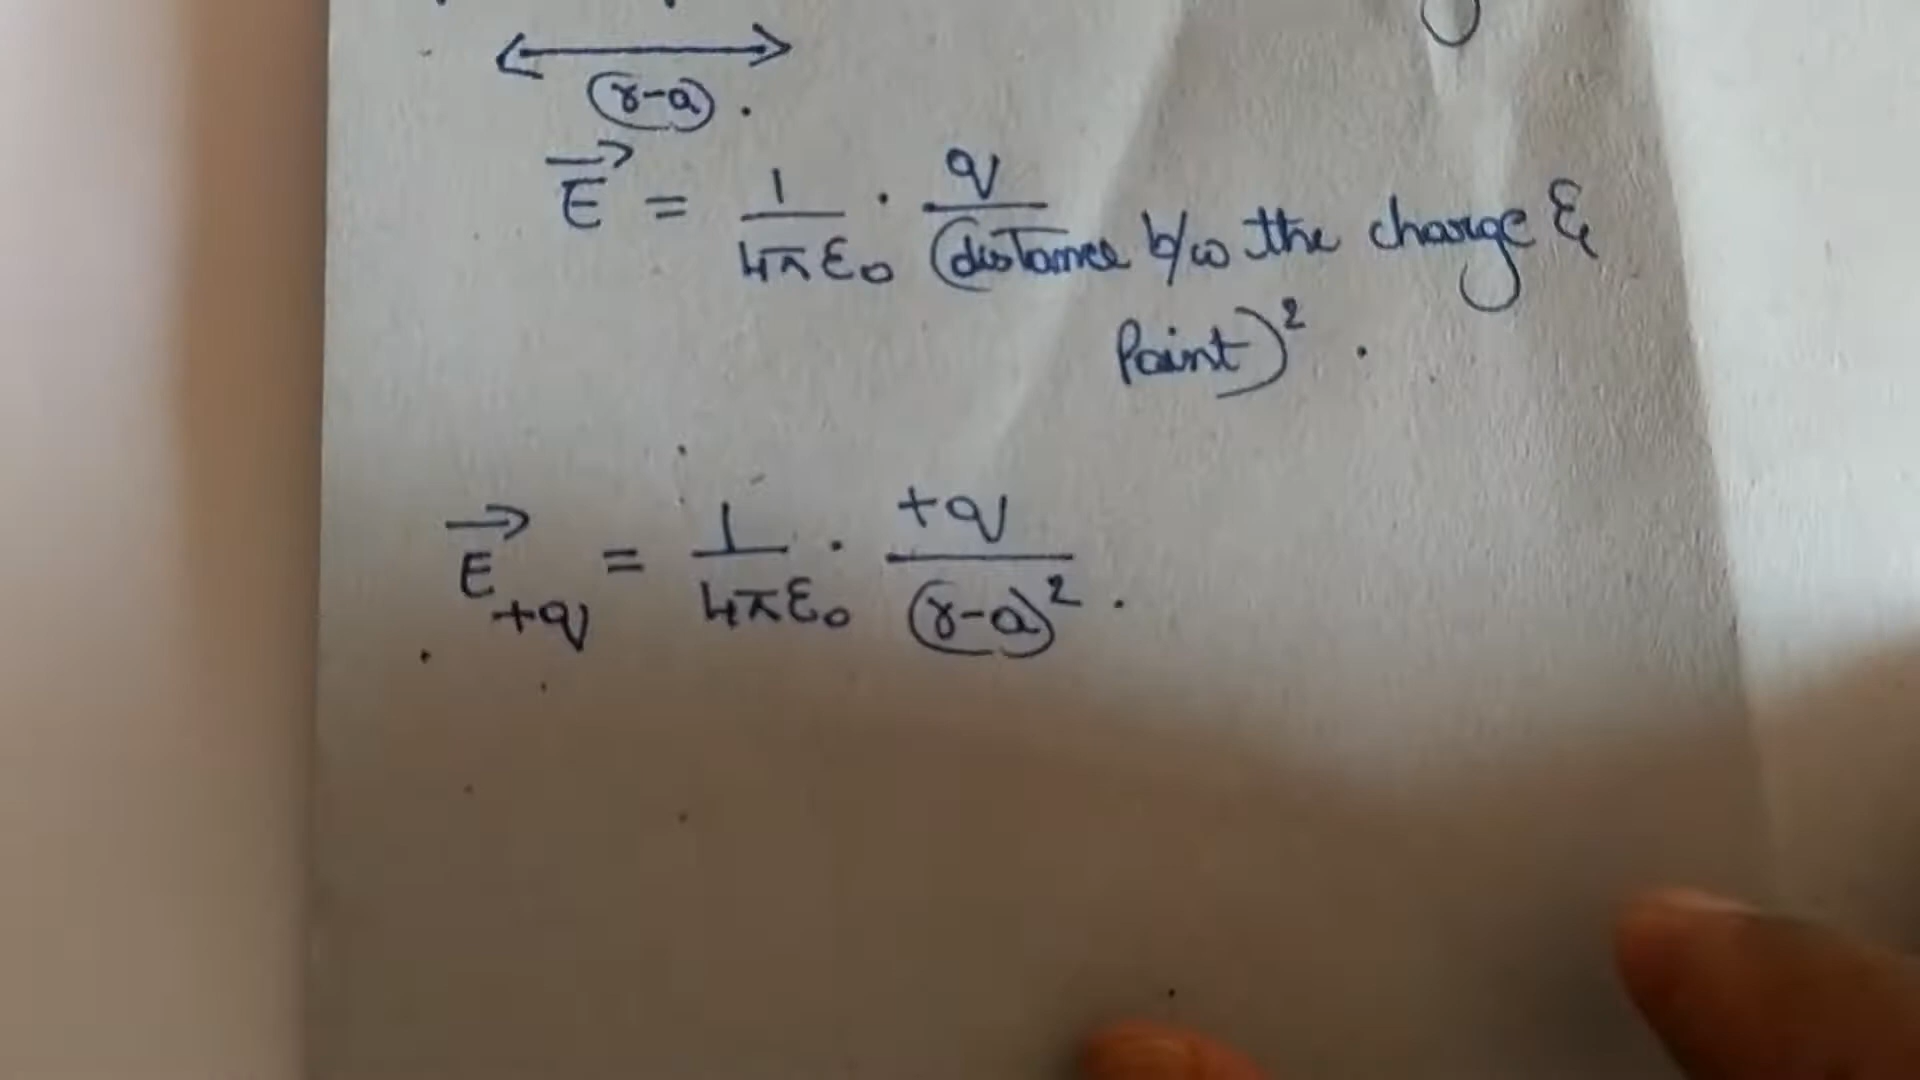 (r-a).
E⃗ = 1/4πε₀ · q/(distance b/w the charge &
Point)² .
E⃗₊q = 1/4πε₀ · +q/(r-a)² .